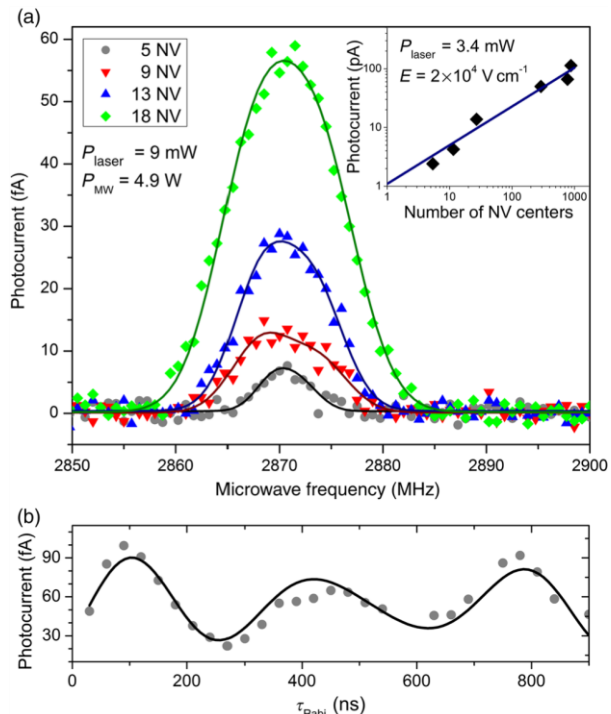 (a)
60
50
40
30
20
10
0
Photocurrent (fA)
5 NV
9 NV
13 NV
18 NV
P_laser = 9 mW
P_MW = 4.9 W
P_laser = 3.4 mW
E = 2×10⁴ V cm⁻¹
Photocurrent (pA)
100
10
1
1 10 100 1000
Number of NV centers
2850 2860 2870 2880 2890 2900
Microwave frequency (MHz)
(b)
90
60
30
Photocurrent (fA)
0 200 400 600 800
τ_Rabi (ns)